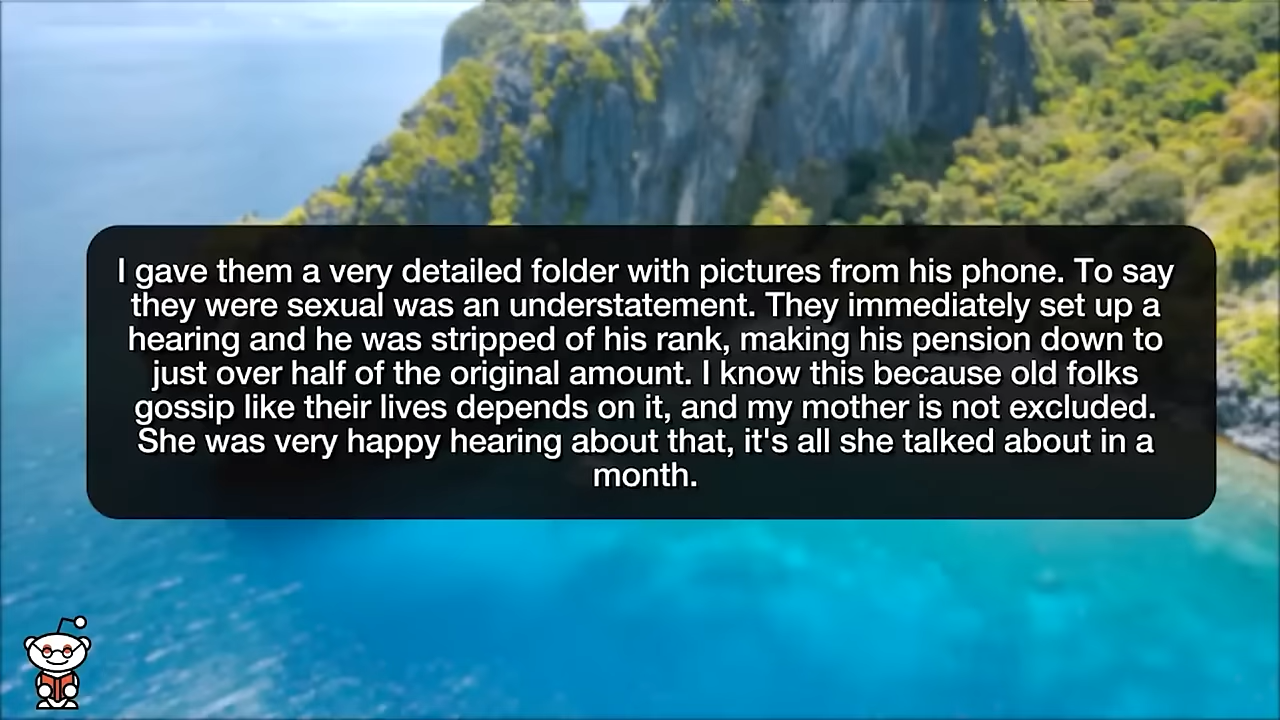 I gave them a very detailed folder with pictures from his phone. To say
they were sexual was an understatement. They immediately set up a
hearing and he was stripped of his rank, making his pension down to
just over half of the original amount. I know this because old folks
gossip like their lives depends on it, and my mother is not excluded.
She was very happy hearing about that, it's all she talked about in a
month.